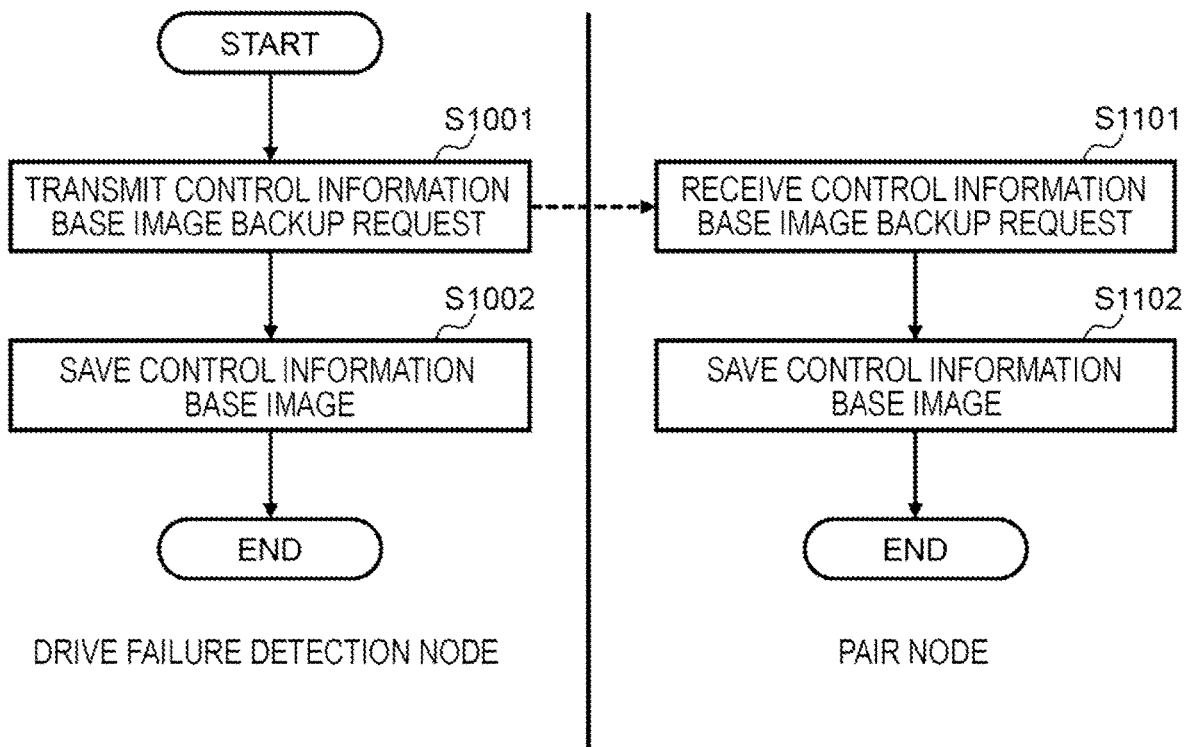 START
S1001
TRANSMIT CONTROL INFORMATION
BASE IMAGE BACKUP REQUEST
S1002
SAVE CONTROL INFORMATION
BASE IMAGE
END
DRIVE FAILURE DETECTION NODE
S1101
RECEIVE CONTROL INFORMATION
BASE IMAGE BACKUP REQUEST
S1102
SAVE CONTROL INFORMATION
BASE IMAGE
END
PAIR NODE